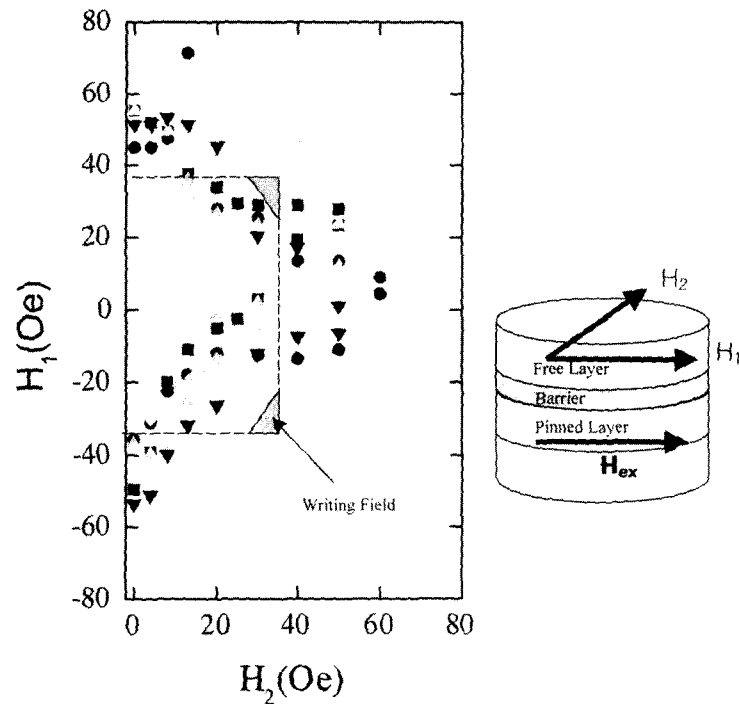 80
60
40
20
0
-20
-40
-60
-80
H₁(Oe)
0 20 40 60 80
H₂(Oe)
Writing Field
H₂
H₁
Free Layer
Barrier
Pinned Layer
Hex